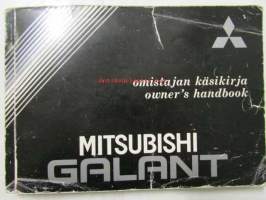 omistajan käsikirja
owner's handbook
MITSUBISHI
GALANT